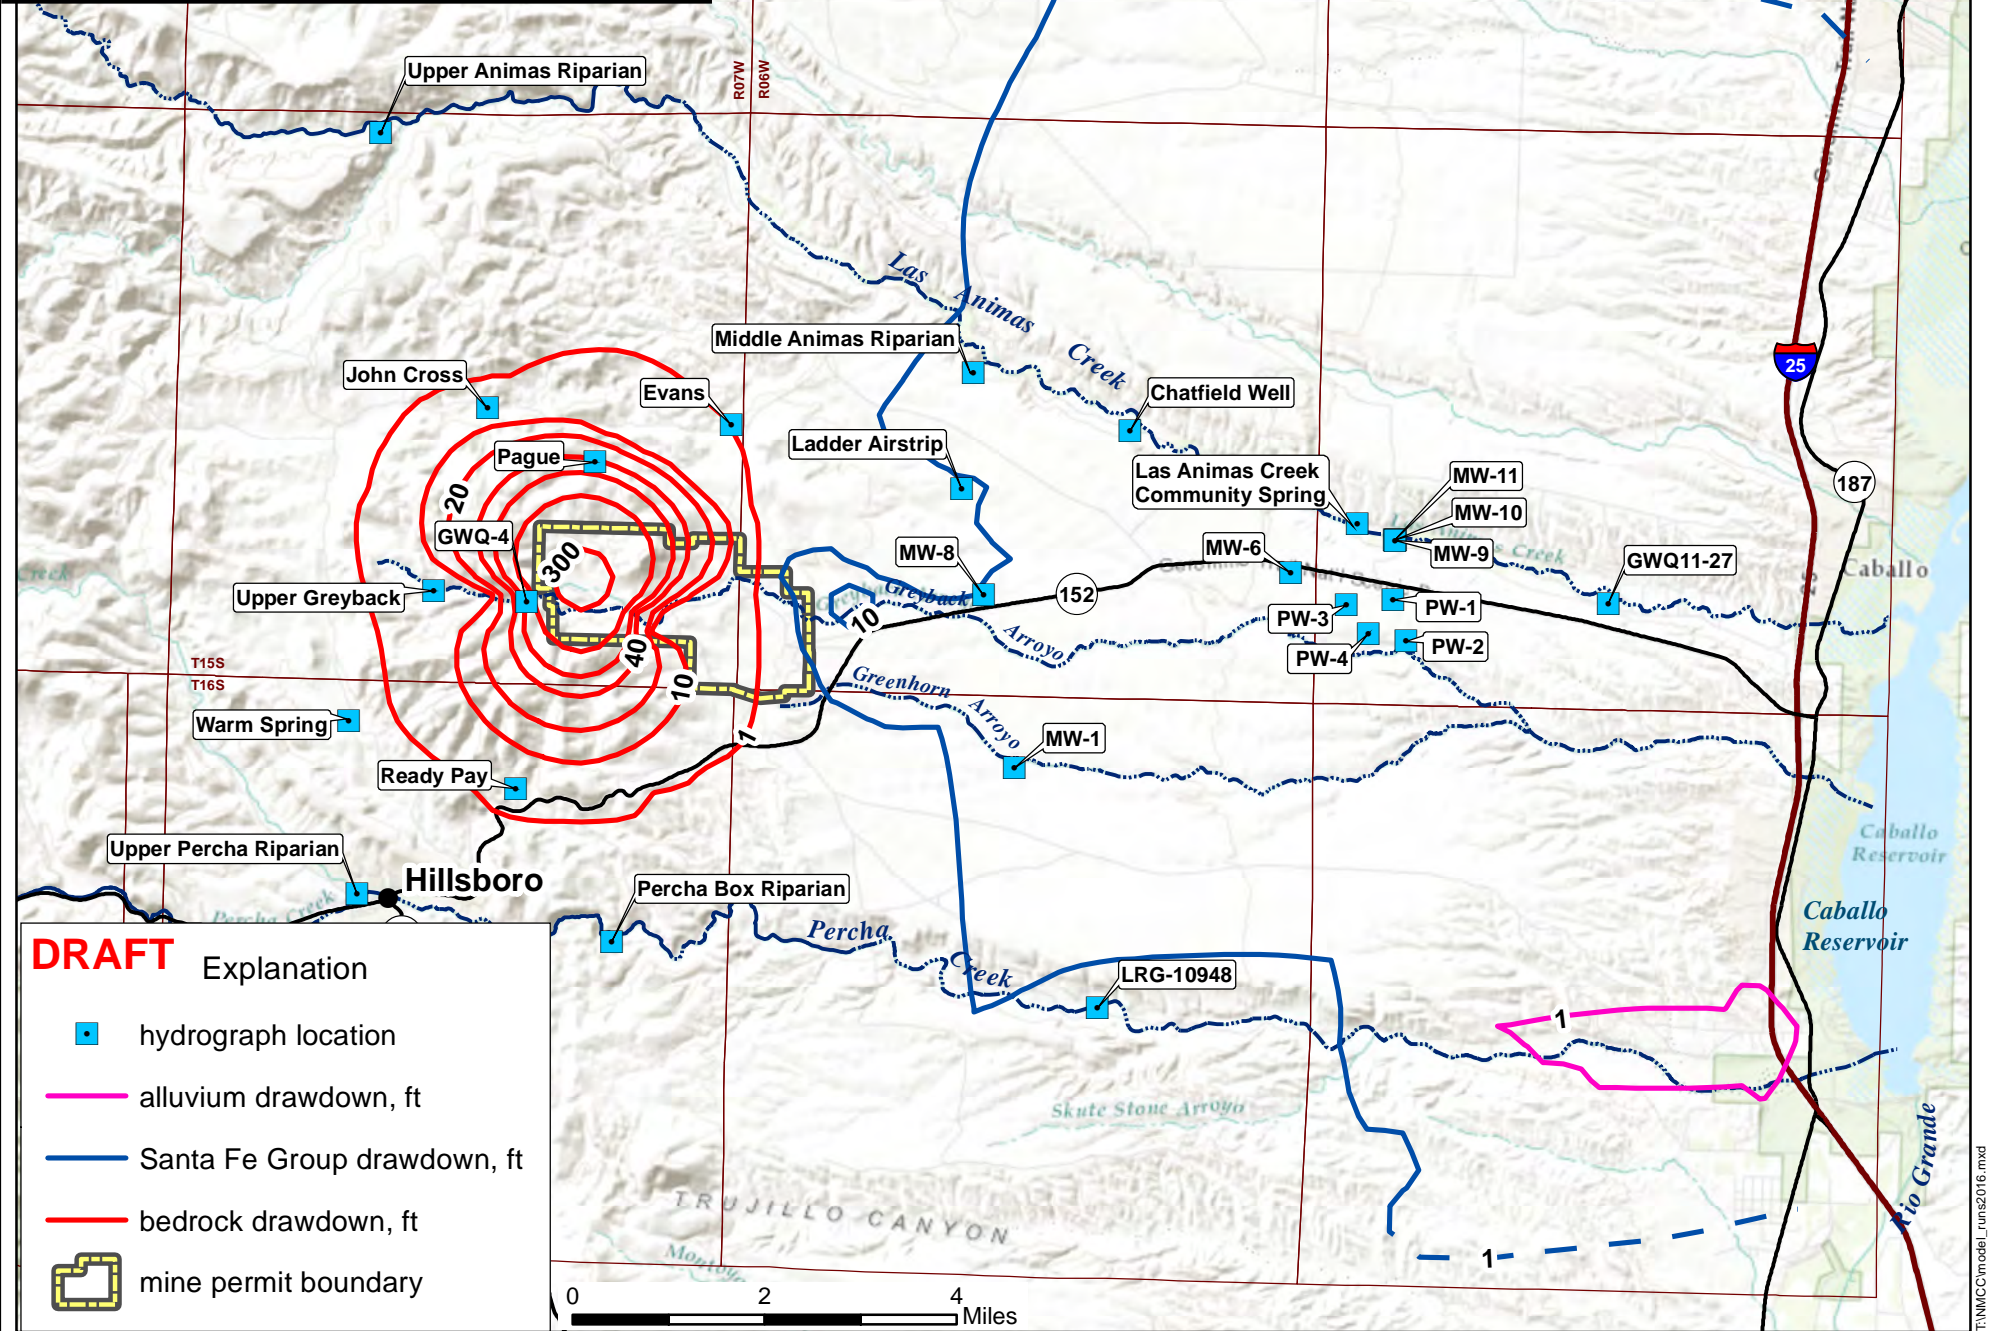 Upper Animas Riparian
R07W
R06W
Las Animas Creek
Middle Animas Riparian
John Cross
Evans
25
Chatfield Well
Ladder Airstrip
Pague
Las Animas Creek
Community Spring
MW-11
187
MW-10
20
GWQ-4
MW-9
MW-6
MW-8
GWQ11-27
Caballo
300
Creek
Upper Greyback
152
Greyback
Arroyo
PW-1
PW-3
10
PW-2
PW-4
40
T15S
T16S
10
Greenhorn
Arroyo
Warm Spring
1
MW-1
Ready Pay
Caballo
Reservoir
Upper Percha Riparian
Hillsboro
Percha Box Riparian
Percha Creek
Caballo
Reservoir
Percha
Creek
LRG-10948
1
Skute Stone Arroyo
Rio Grande
TRUJILLO CANYON
1
DRAFT
Explanation
hydrograph location
alluvium drawdown, ft
Santa Fe Group drawdown, ft
bedrock drawdown, ft
mine permit boundary
0 2 4
Miles
T:\NMCC\model_runs2016.mxd